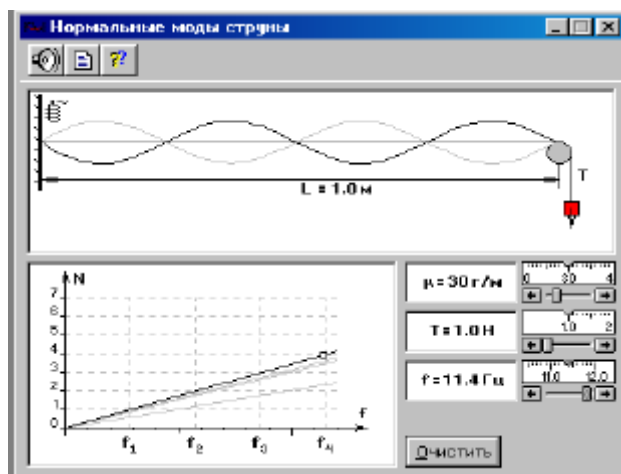 Нормальные моды струны
??
T
L = 1.0 м
N
7
6
5
4
3
2
1
0
f
f₁ f₂ f₃ f₄
μ = 30 г/м
0 30 4
T = 1.0 Н
1.0 2
f = 11.4 Гц
11.0 12.0
Очистить